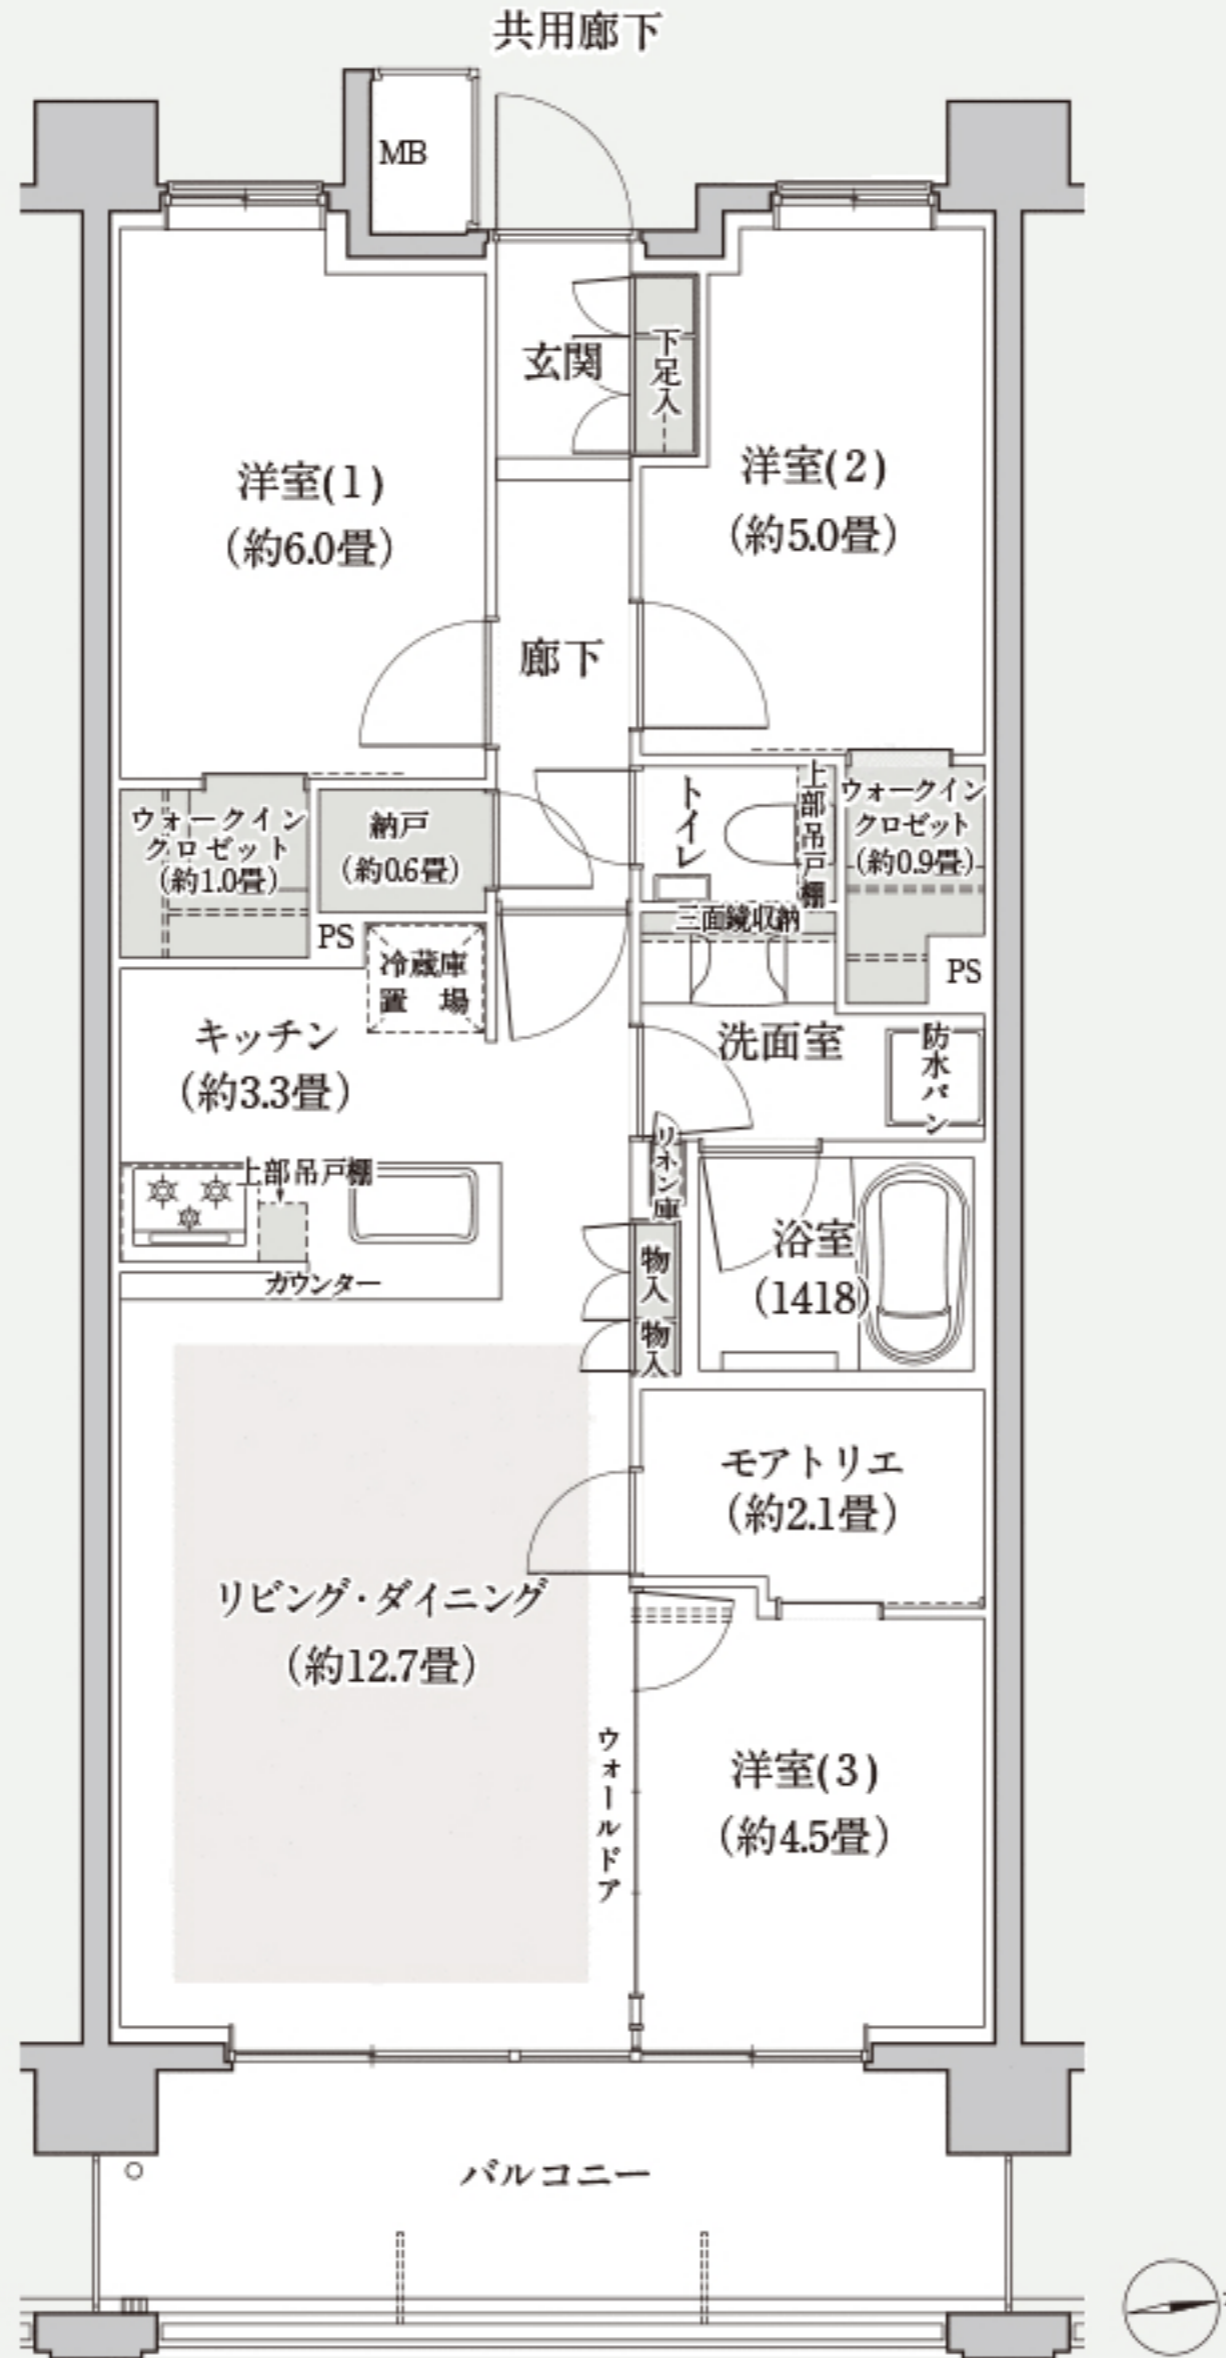 共用廊下
MB
玄関
下足入
洋室(1)
(約6.0畳)
洋室(2)
(約5.0畳)
廊下
トイレ
上部吊戸棚
ウォークイン
クロゼット
(約0.9畳)
ウォークイン
クロゼット
(約1.0畳)
納戸
(約0.6畳)
三面鏡収納
PS
冷蔵庫
置 場
PS
キッチン
(約3.3畳)
洗面室
防水パン
リネン庫
上部吊戸棚
カウンター
物入
物入
浴室
(1418)
モアトリエ
(約2.1畳)
リビング・ダイニング
(約12.7畳)
ウォールドア
洋室(3)
(約4.5畳)
バルコニー